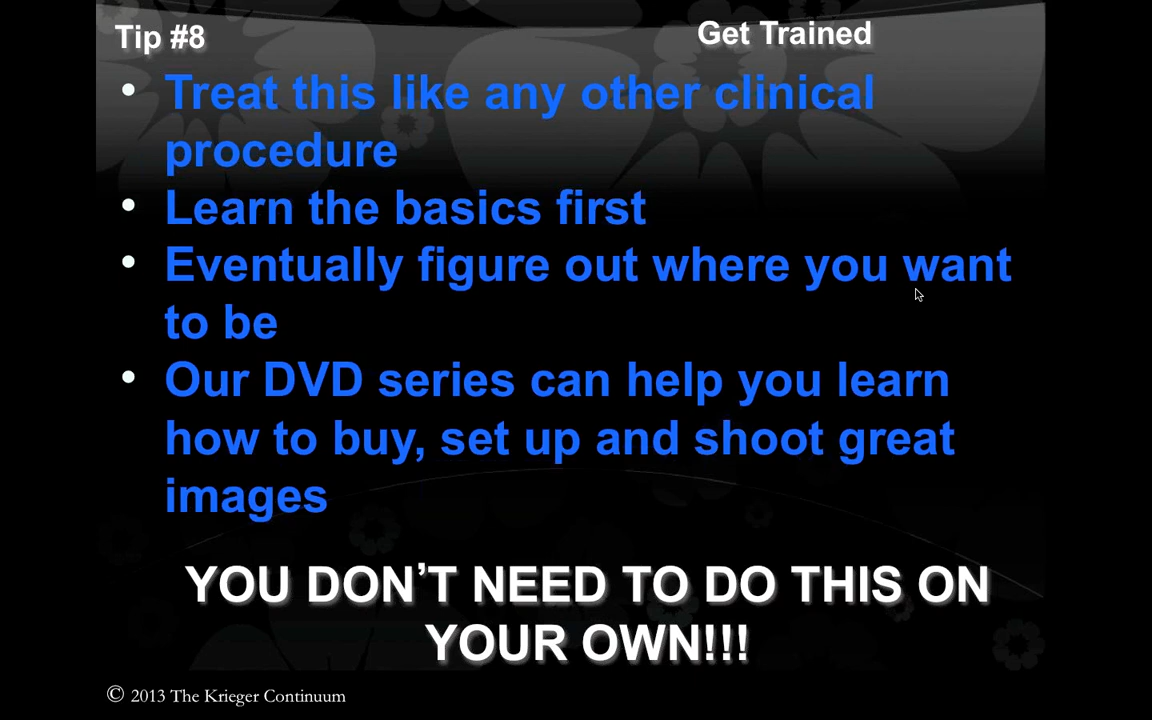 Tip #8 Get Trained
• Treat this like any other clinical
procedure
• Learn the basics first
• Eventually figure out where you want
to be
• Our DVD series can help you learn
how to buy, set up and shoot great
images
YOU DON’T NEED TO DO THIS ON
YOUR OWN!!!
© 2013 The Krieger Continuum